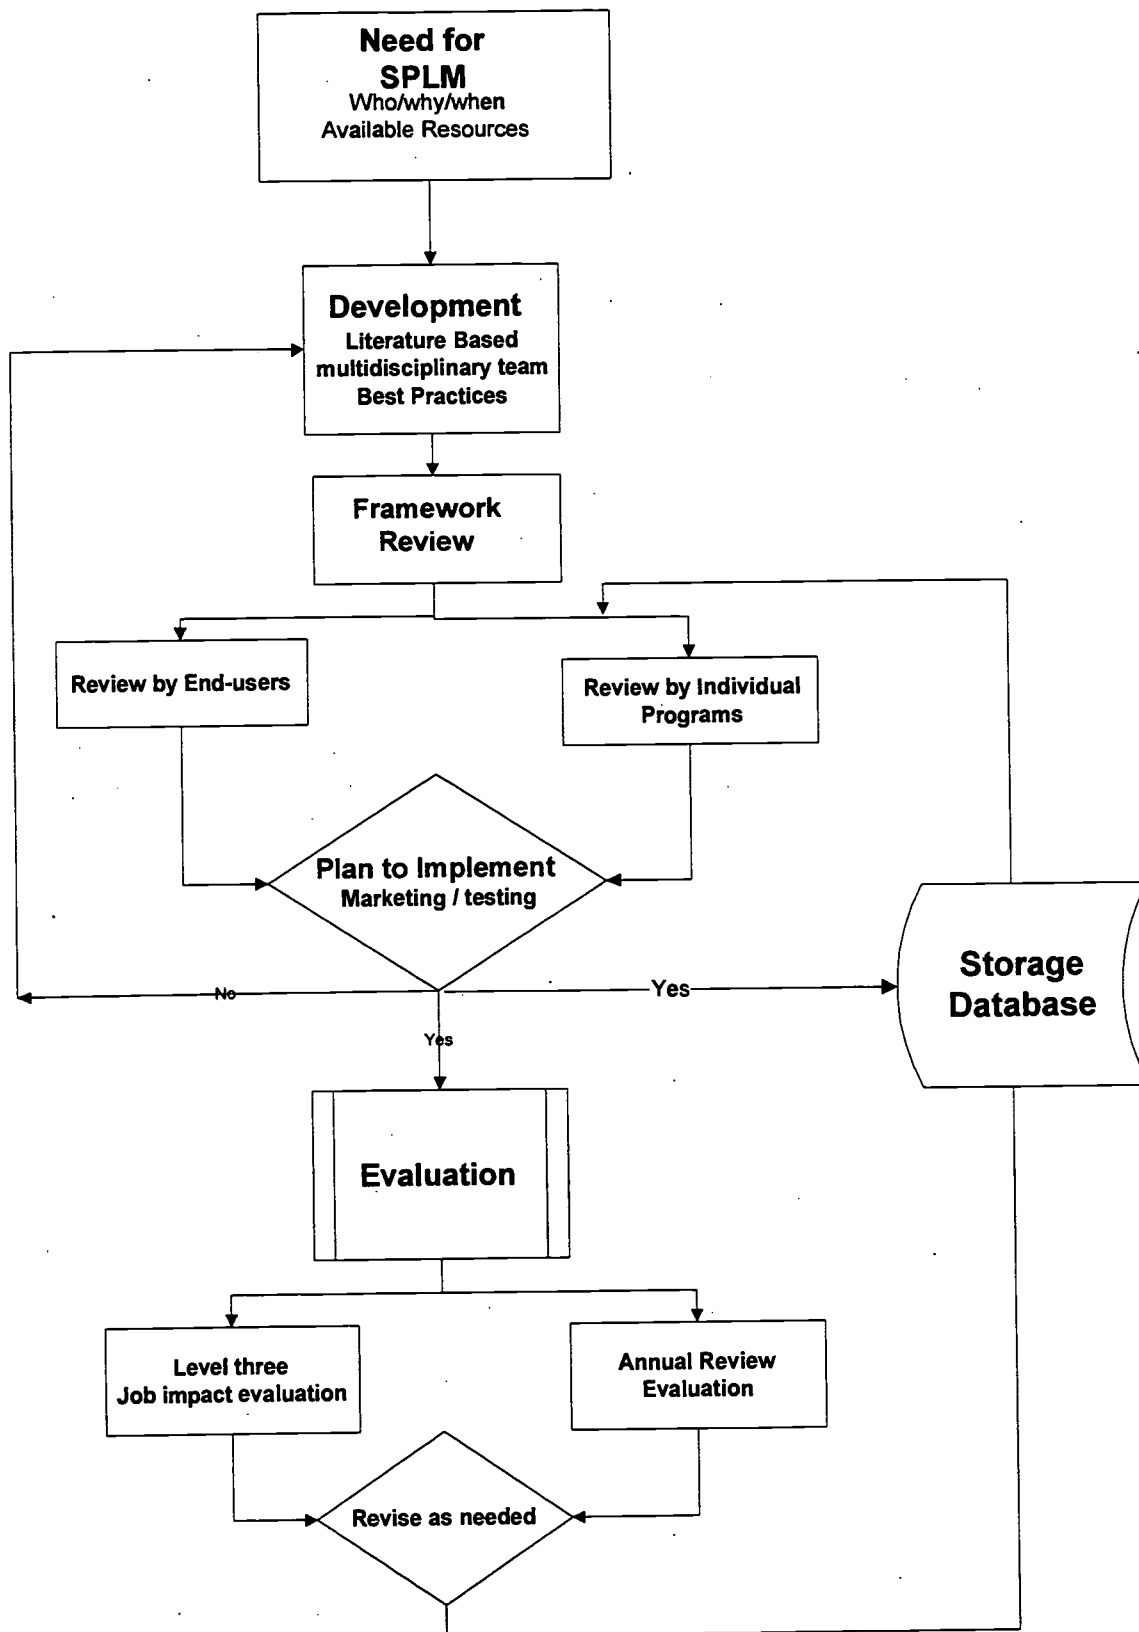 Need for
SPLM
Who/why/when
Available Resources
Development
Literature Based
multidisciplinary team
Best Practices
Framework
Review
Review by End-users
Review by Individual
Programs
Plan to Implement
Marketing / testing
No
Yes
Storage
Database
Yes
Evaluation
Level three
Job impact evaluation
Annual Review
Evaluation
Revise as needed